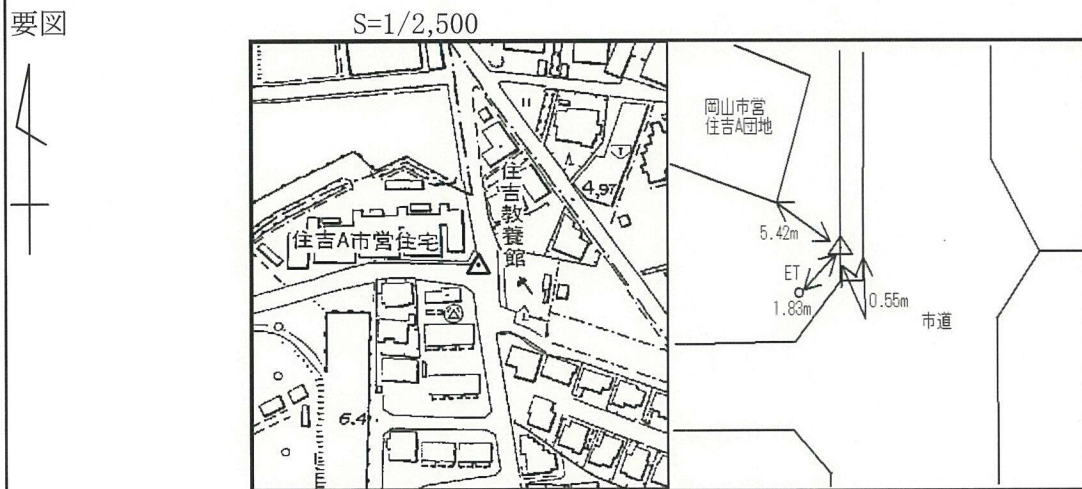 要図
S=1/2,500
住吉教養館
4,97
住吉A市営住宅
6.4
岡山市営
住吉A団地
5.42m
ET
1.83m
0.55m
市道